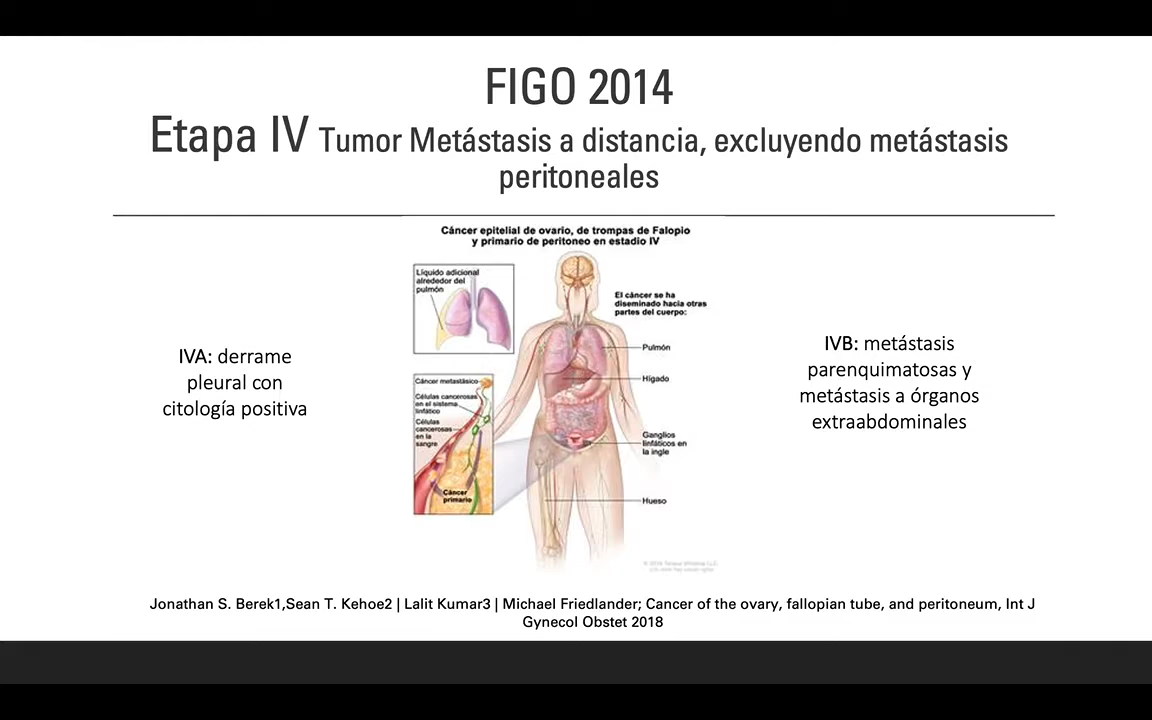 FIGO 2014
Etapa IV Tumor Metástasis a distancia, excluyendo metástasis
peritoneales
Cáncer epitelial de ovario, de trompas de Falopio
y primario de peritoneo en estadio IV
Líquido adicional
alrededor del
pulmón
El cáncer se ha
diseminado hacia otras
partes del cuerpo:
Pulmón
Hígado
Ganglios
linfáticos en
la ingle
Hueso
Cáncer metastásico
Células cancerosas
en el sistema
linfático
Células
cancerosas
en la
sangre
Cáncer
primario
IVA: derrame
pleural con
citología positiva
IVB: metástasis
parenquimatosas y
metástasis a órganos
extraabdominales
Jonathan S. Berek1,Sean T. Kehoe2 | Lalit Kumar3 | Michael Friedlander; Cancer of the ovary, fallopian tube, and peritoneum, Int J
Gynecol Obstet 2018